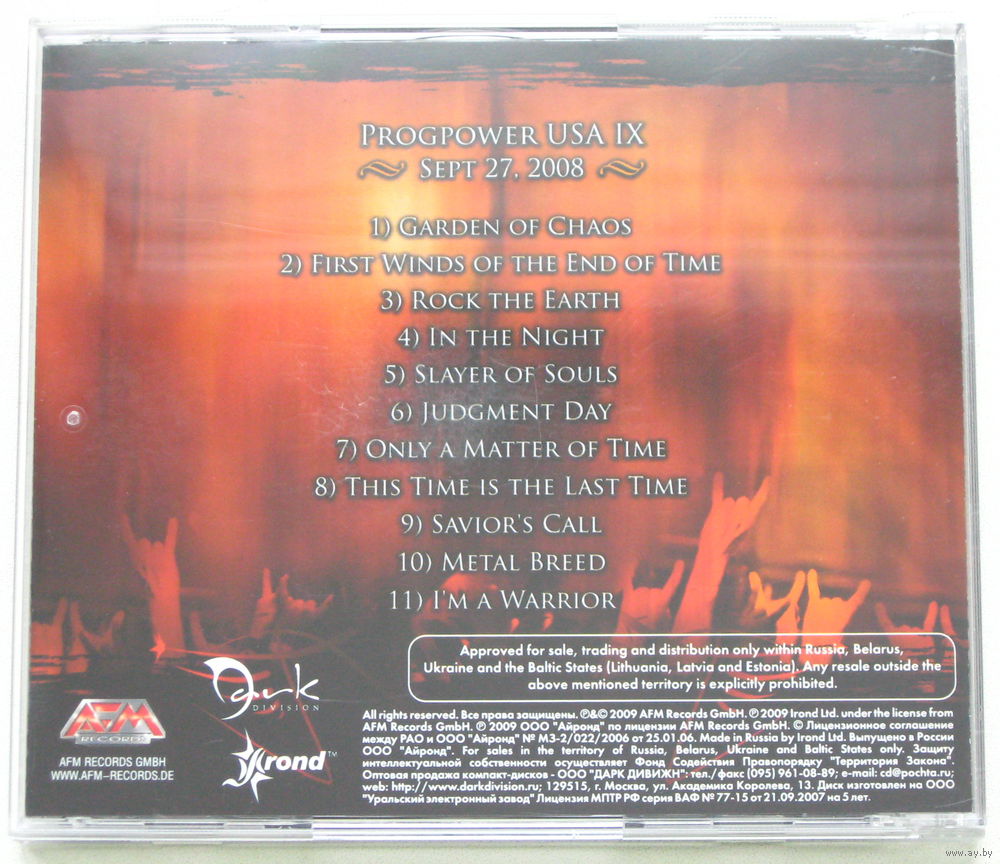 PROGPOWER USA IX
SEPT 27, 2008
1) GARDEN OF CHAOS
2) FIRST WINDS OF THE END OF TIME
3) ROCK THE EARTH
4) IN THE NIGHT
5) SLAYER OF SOULS
6) JUDGMENT DAY
7) ONLY A MATTER OF TIME
8) THIS TIME IS THE LAST TIME
9) SAVIOR'S CALL
10) METAL BREED
11) I'M A WARRIOR
Approved for sale, trading and distribution only within Russia, Belarus,
Ukraine and the Baltic States (Lithuania, Latvia and Estonia). Any resale outside the
above mentioned territory is explicitly prohibited.
Dark
DIVISION
AFM
RECORDS
AFM RECORDS GMBH
WWW.AFM-RECORDS.DE
Irond™
All rights reserved. Все права защищены. ℗&© 2009 AFM Records GmbH. ℗ 2009 Irond Ltd. under the license from
AFM Records GmbH. ℗ 2009 ООО "Айронд" по лицензии AFM Records GmbH. © Лицензионное соглашение
между РАО и ООО "Айронд" № МЗ-2/022/2006 от 25.01.06. Made in Russia by Irond Ltd. Выпущено в России
ООО "Айронд". For sales in the territory of Russia, Belarus, Ukraine and Baltic States only. Защиту
интеллектуальной собственности осуществляет Фонд Содействия Правопорядку "Территория Закона".
Оптовая продажа компакт-дисков - ООО "ДАРК ДИВИЖН": тел./факс (095) 961-08-89; e-mail: cd@pochta.ru;
web: http://www.darkdivision.ru; 129515, г. Москва, ул. Академика Королева, 13. Диск изготовлен на ООО
"Уральский электронный завод" Лицензия МПТР РФ серия ВАФ № 77-15 от 21.09.2007 на 5 лет.
www.ay.by